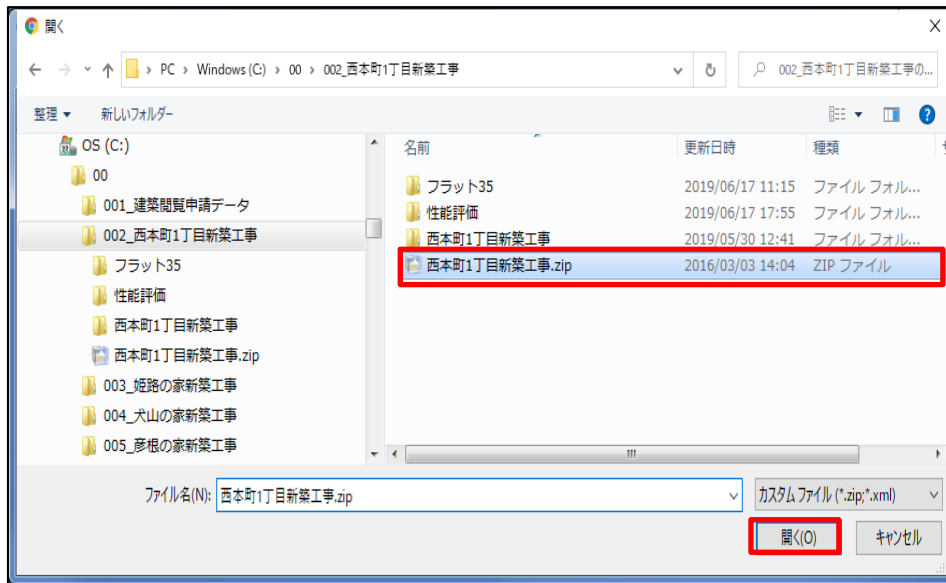 開く
PC › Windows (C:) › 00 › 002_西本町1丁目新築工事
002_西本町1丁目新築工事の...
整理
新しいフォルダー
OS (C:)
00
001_建築閲覧申請データ
002_西本町1丁目新築工事
フラット35
性能評価
西本町1丁目新築工事
西本町1丁目新築工事.zip
003_姫路の家新築工事
004_犬山の家新築工事
005_彦根の家新築工事
名前 更新日時 種類
フラット35 2019/06/17 11:15 ファイル フォル...
性能評価 2019/06/17 17:55 ファイル フォル...
西本町1丁目新築工事 2019/05/30 12:41 ファイル フォル...
西本町1丁目新築工事.zip 2016/03/03 14:04 ZIP ファイル
ファイル名(N): 西本町1丁目新築工事.zip
カスタム ファイル (*.zip;*.xml)
開く(O)
キャンセル